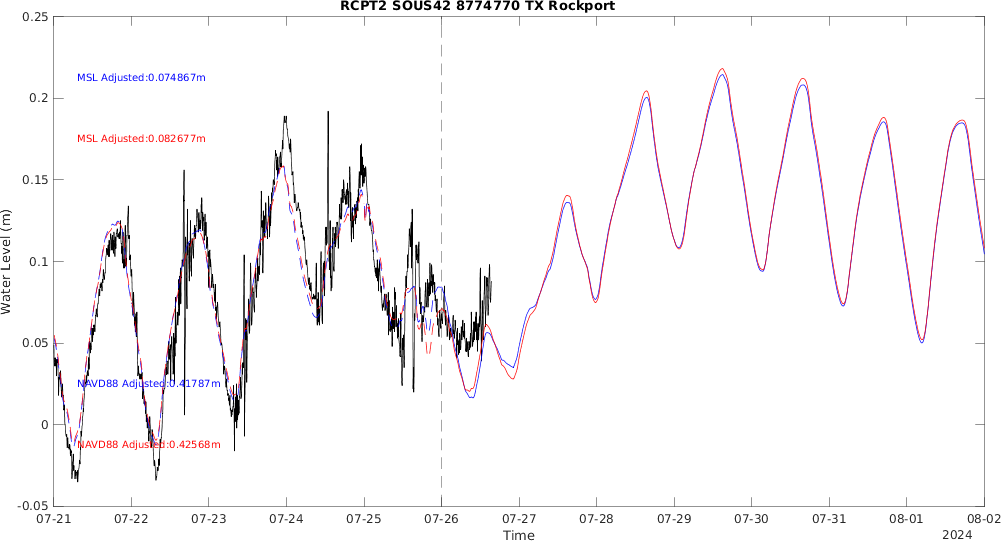 RCPT2 SOUS42 8774770 TX Rockport
0.25
0.2
0.15
0.1
0.05
0
-0.05
Water Level (m)
MSL Adjusted:0.074867m
MSL Adjusted:0.082677m
NAVD88 Adjusted:0.41787m
NAVD88 Adjusted:0.42568m
07-21 07-22 07-23 07-24 07-25 07-26 07-27 07-28 07-29 07-30 07-31 08-01 08-02
Time
2024